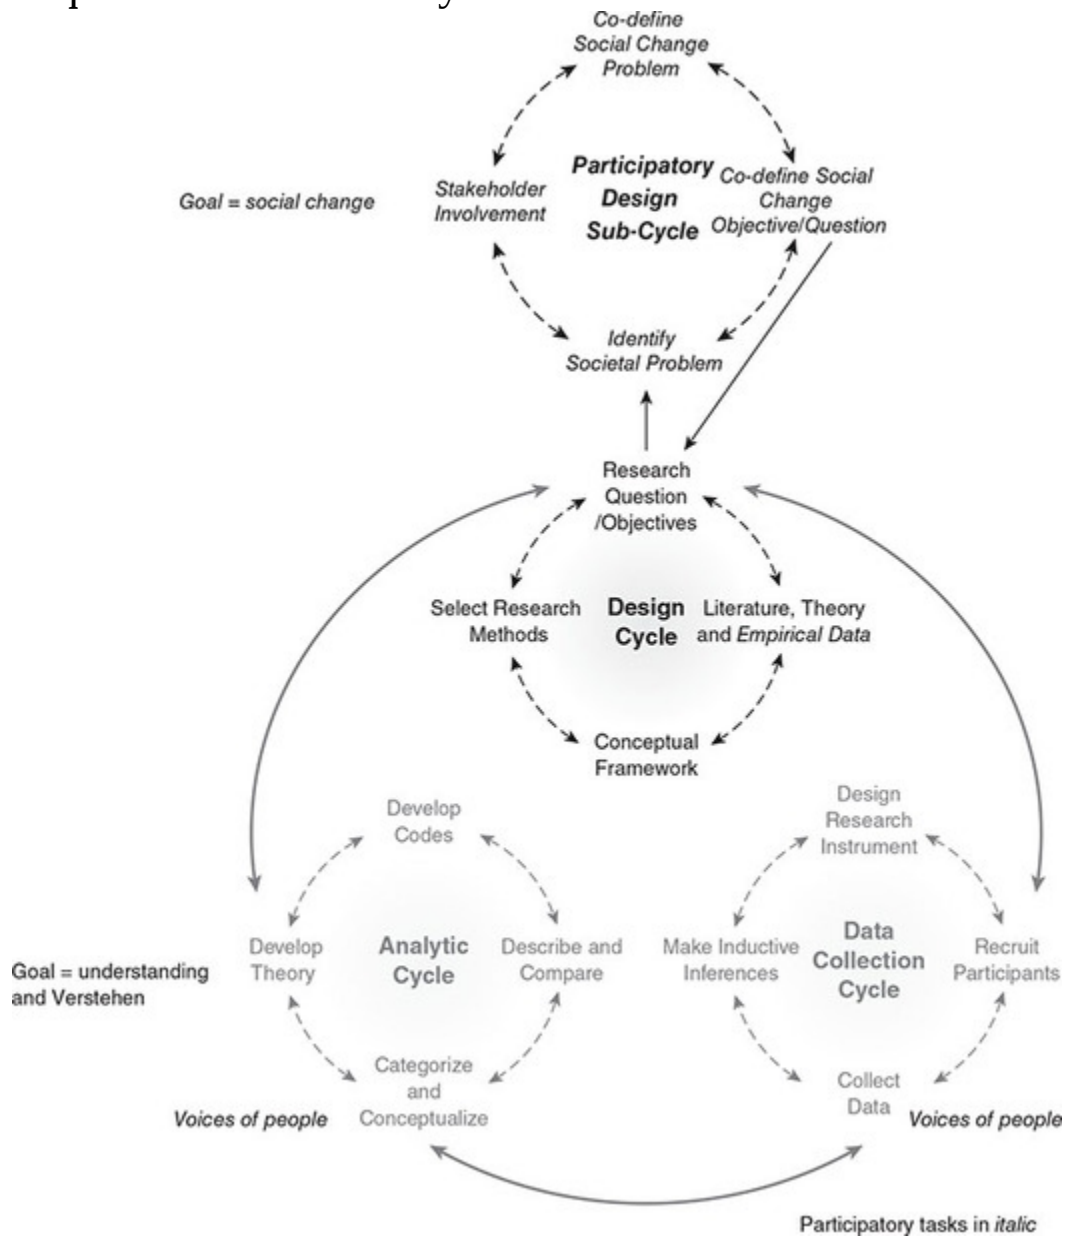 Co-define
Social Change
Problem
Participatory
Design
Sub-Cycle
Co-define Social
Change
Objective/Question
Stakeholder
Involvement
Goal = social change
Identify
Societal Problem
Research
Question
/Objectives
Select Research
Methods
Design
Cycle
Literature, Theory
and Empirical Data
Conceptual
Framework
Develop
Codes
Design
Research
Instrument
Develop
Theory
Analytic
Cycle
Describe and
Compare
Make Inductive
Inferences
Data
Collection
Cycle
Recruit
Participants
Goal = understanding
and Verstehen
Categorize
and
Conceptualize
Collect
Data
Voices of people
Voices of people
Participatory tasks in italic